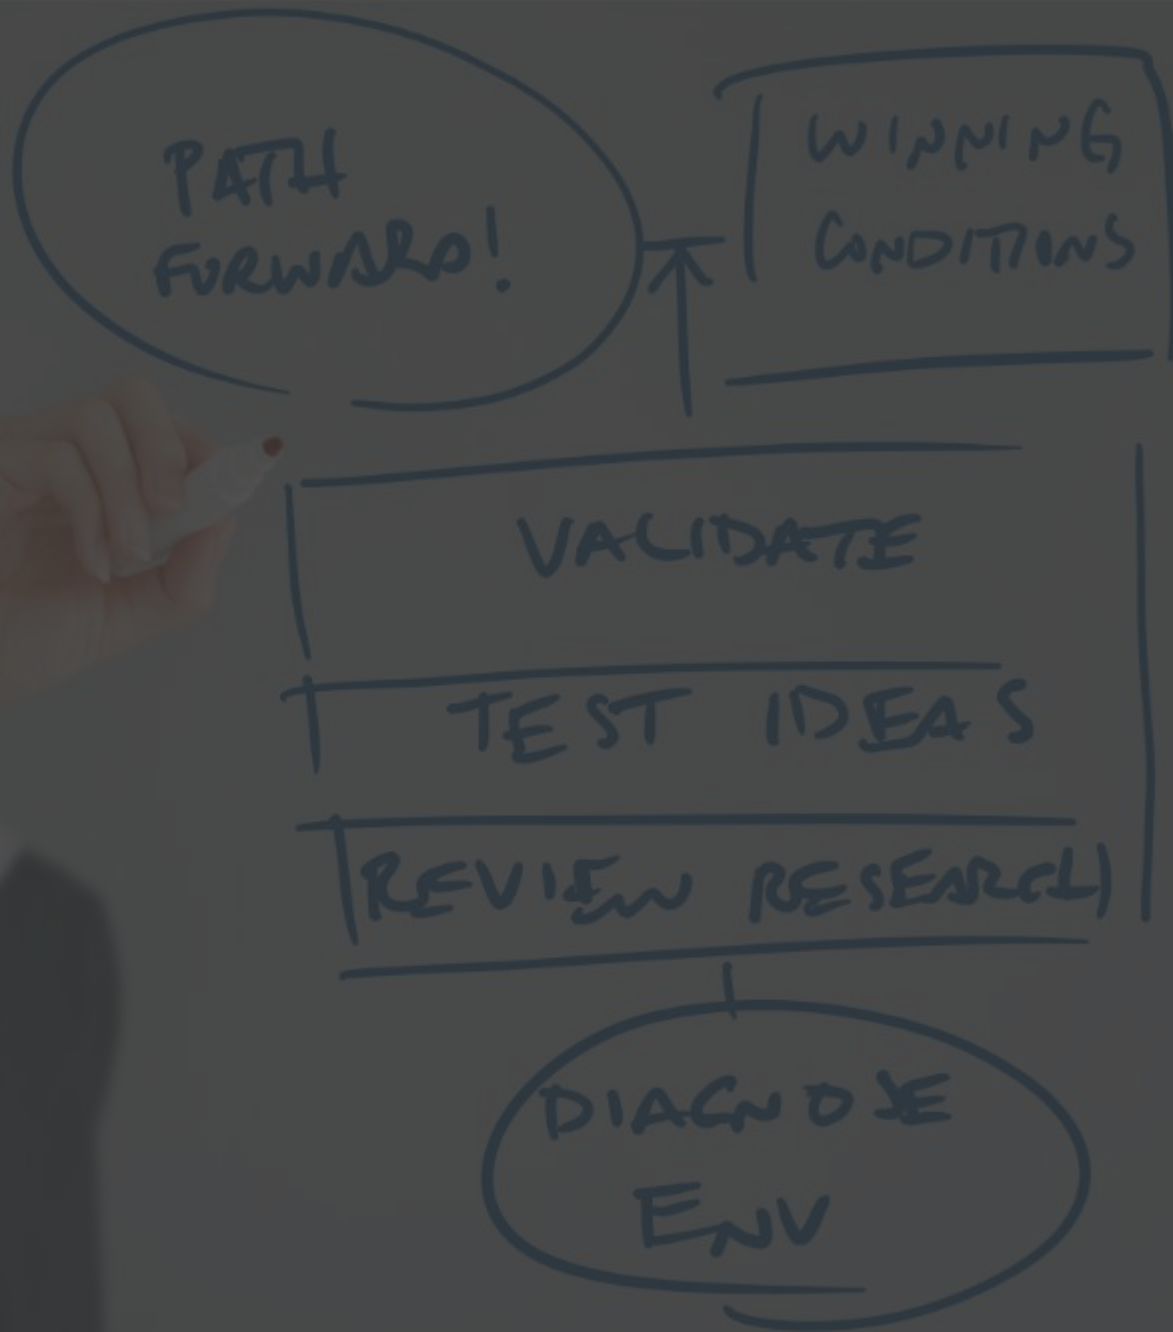 PATH
FORWARD!
WINNING
CONDITIONS
VALIDATE
TEST IDEAS
REVIEW RESEARCH
DIAGNOSE
ENV